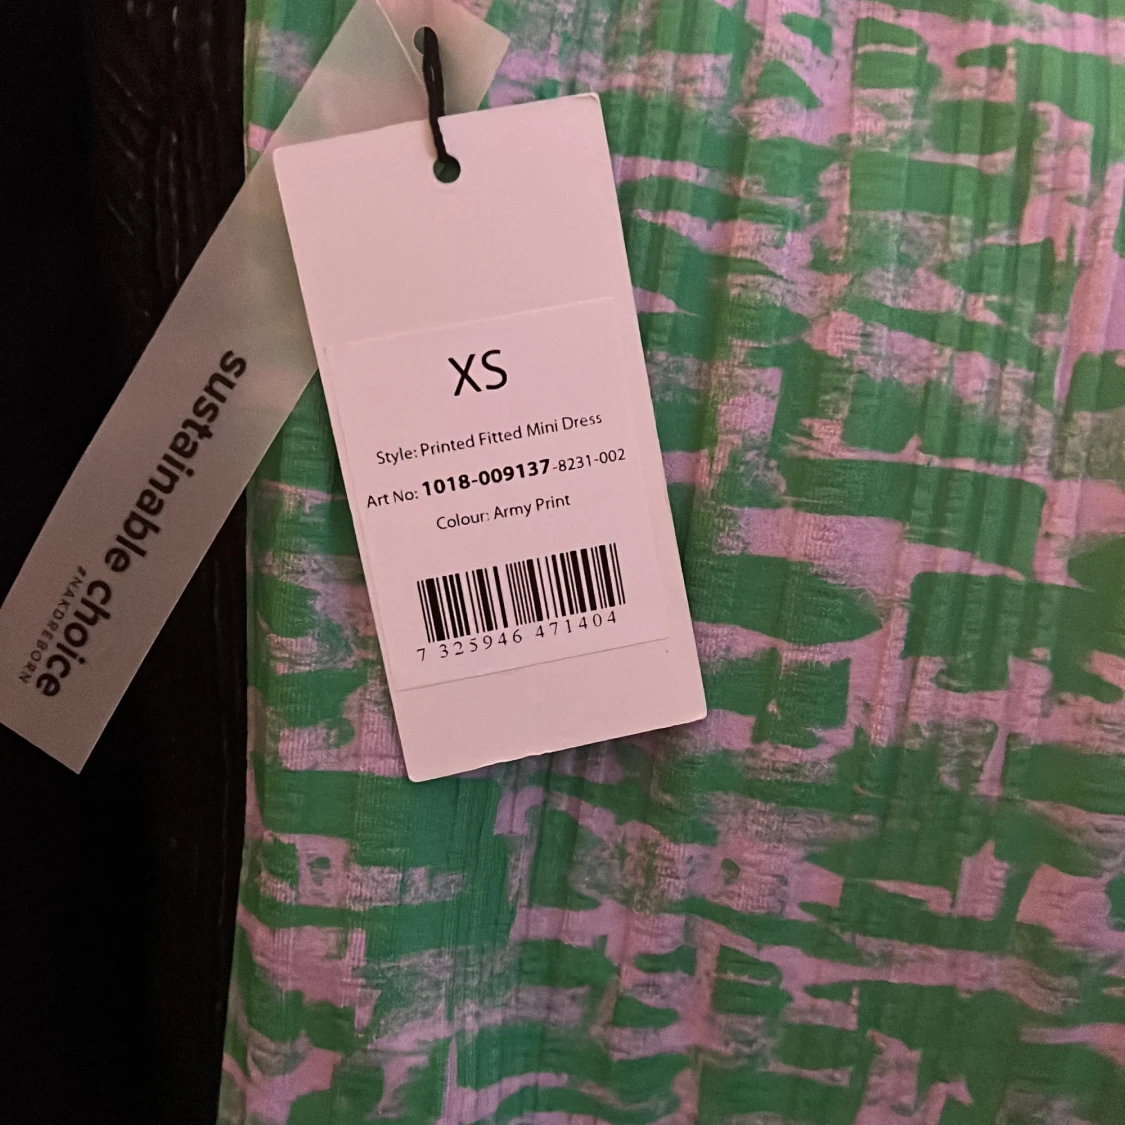 XS
Style: Printed Fitted Mini Dress
Art No: 1018-009137-8231-002
Colour: Army Print
7 325946 471404
sustainable choice
#NAKDREBORN